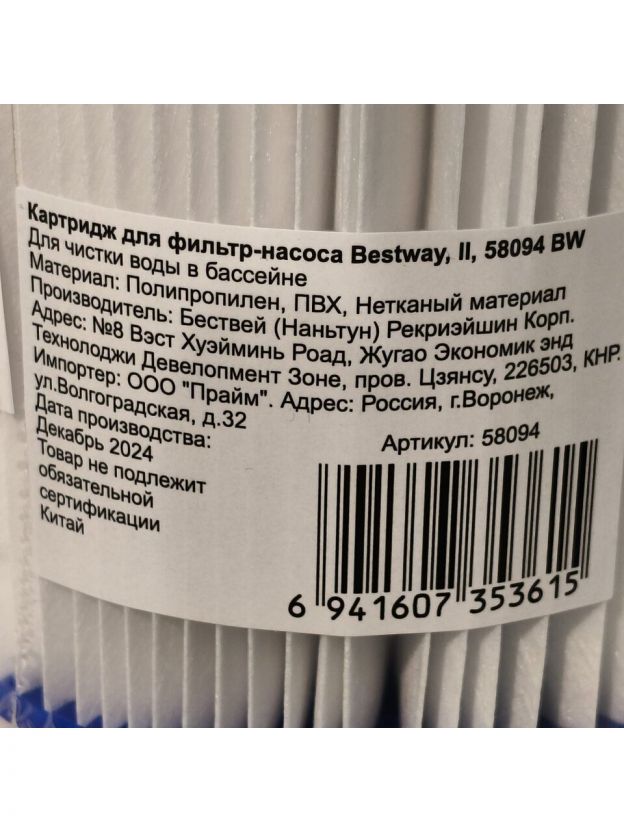 Картридж для фильтр-насоса Bestway, II, 58094 BW
Для чистки воды в бассейне
Материал: Полипропилен, ПВХ, Нетканый материал
Производитель: Бествей (Наньтун) Рекриэйшин Корп.
Адрес: №8 Вэст Хуэйминь Роад, Жугао Экономик энд
Технолоджи Девелопмент Зоне, пров. Цзянсу, 226503, КНР.
Импортер: ООО "Прайм". Адрес: Россия, г.Воронеж,
ул.Волгоградская, д.32
Дата производства:
Декабрь 2024
Товар не подлежит
обязательной
сертификации
Китай
Артикул: 58094
6 941607 353615